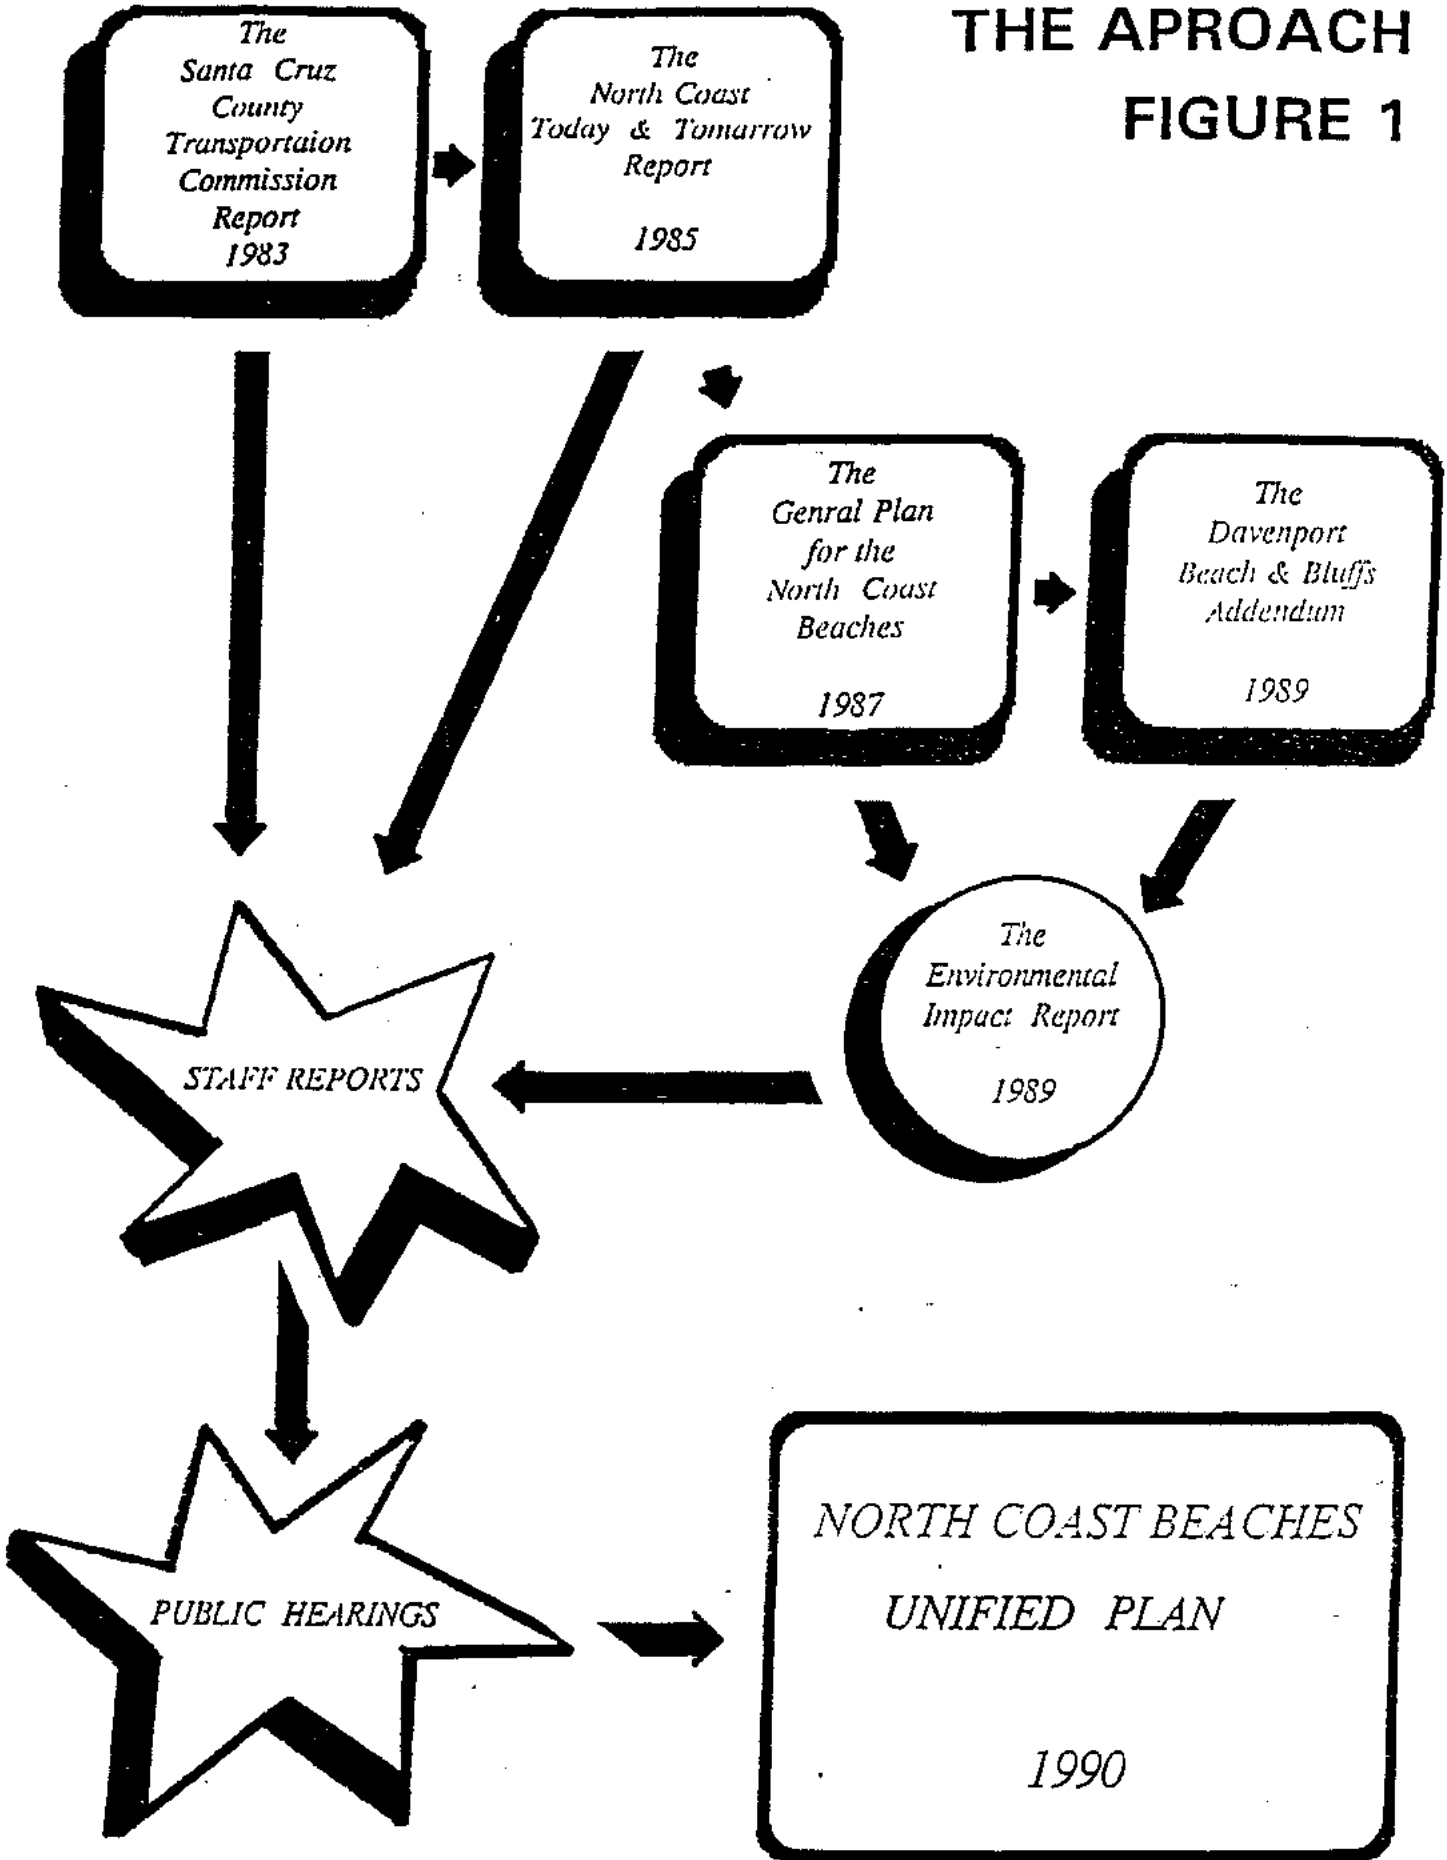 THE APROACH
FIGURE 1
The
Santa Cruz
County
Transportaion
Commission
Report
1983
The
North Coast
Today & Tomarrow
Report
1985
The
Genral Plan
for the
North Coast
Beaches
1987
The
Davenport
Beach & Bluffs
Addendum
1989
The
Environmental
Impact Report
1989
STAFF REPORTS
PUBLIC HEARINGS
NORTH COAST BEACHES
UNIFIED PLAN
1990